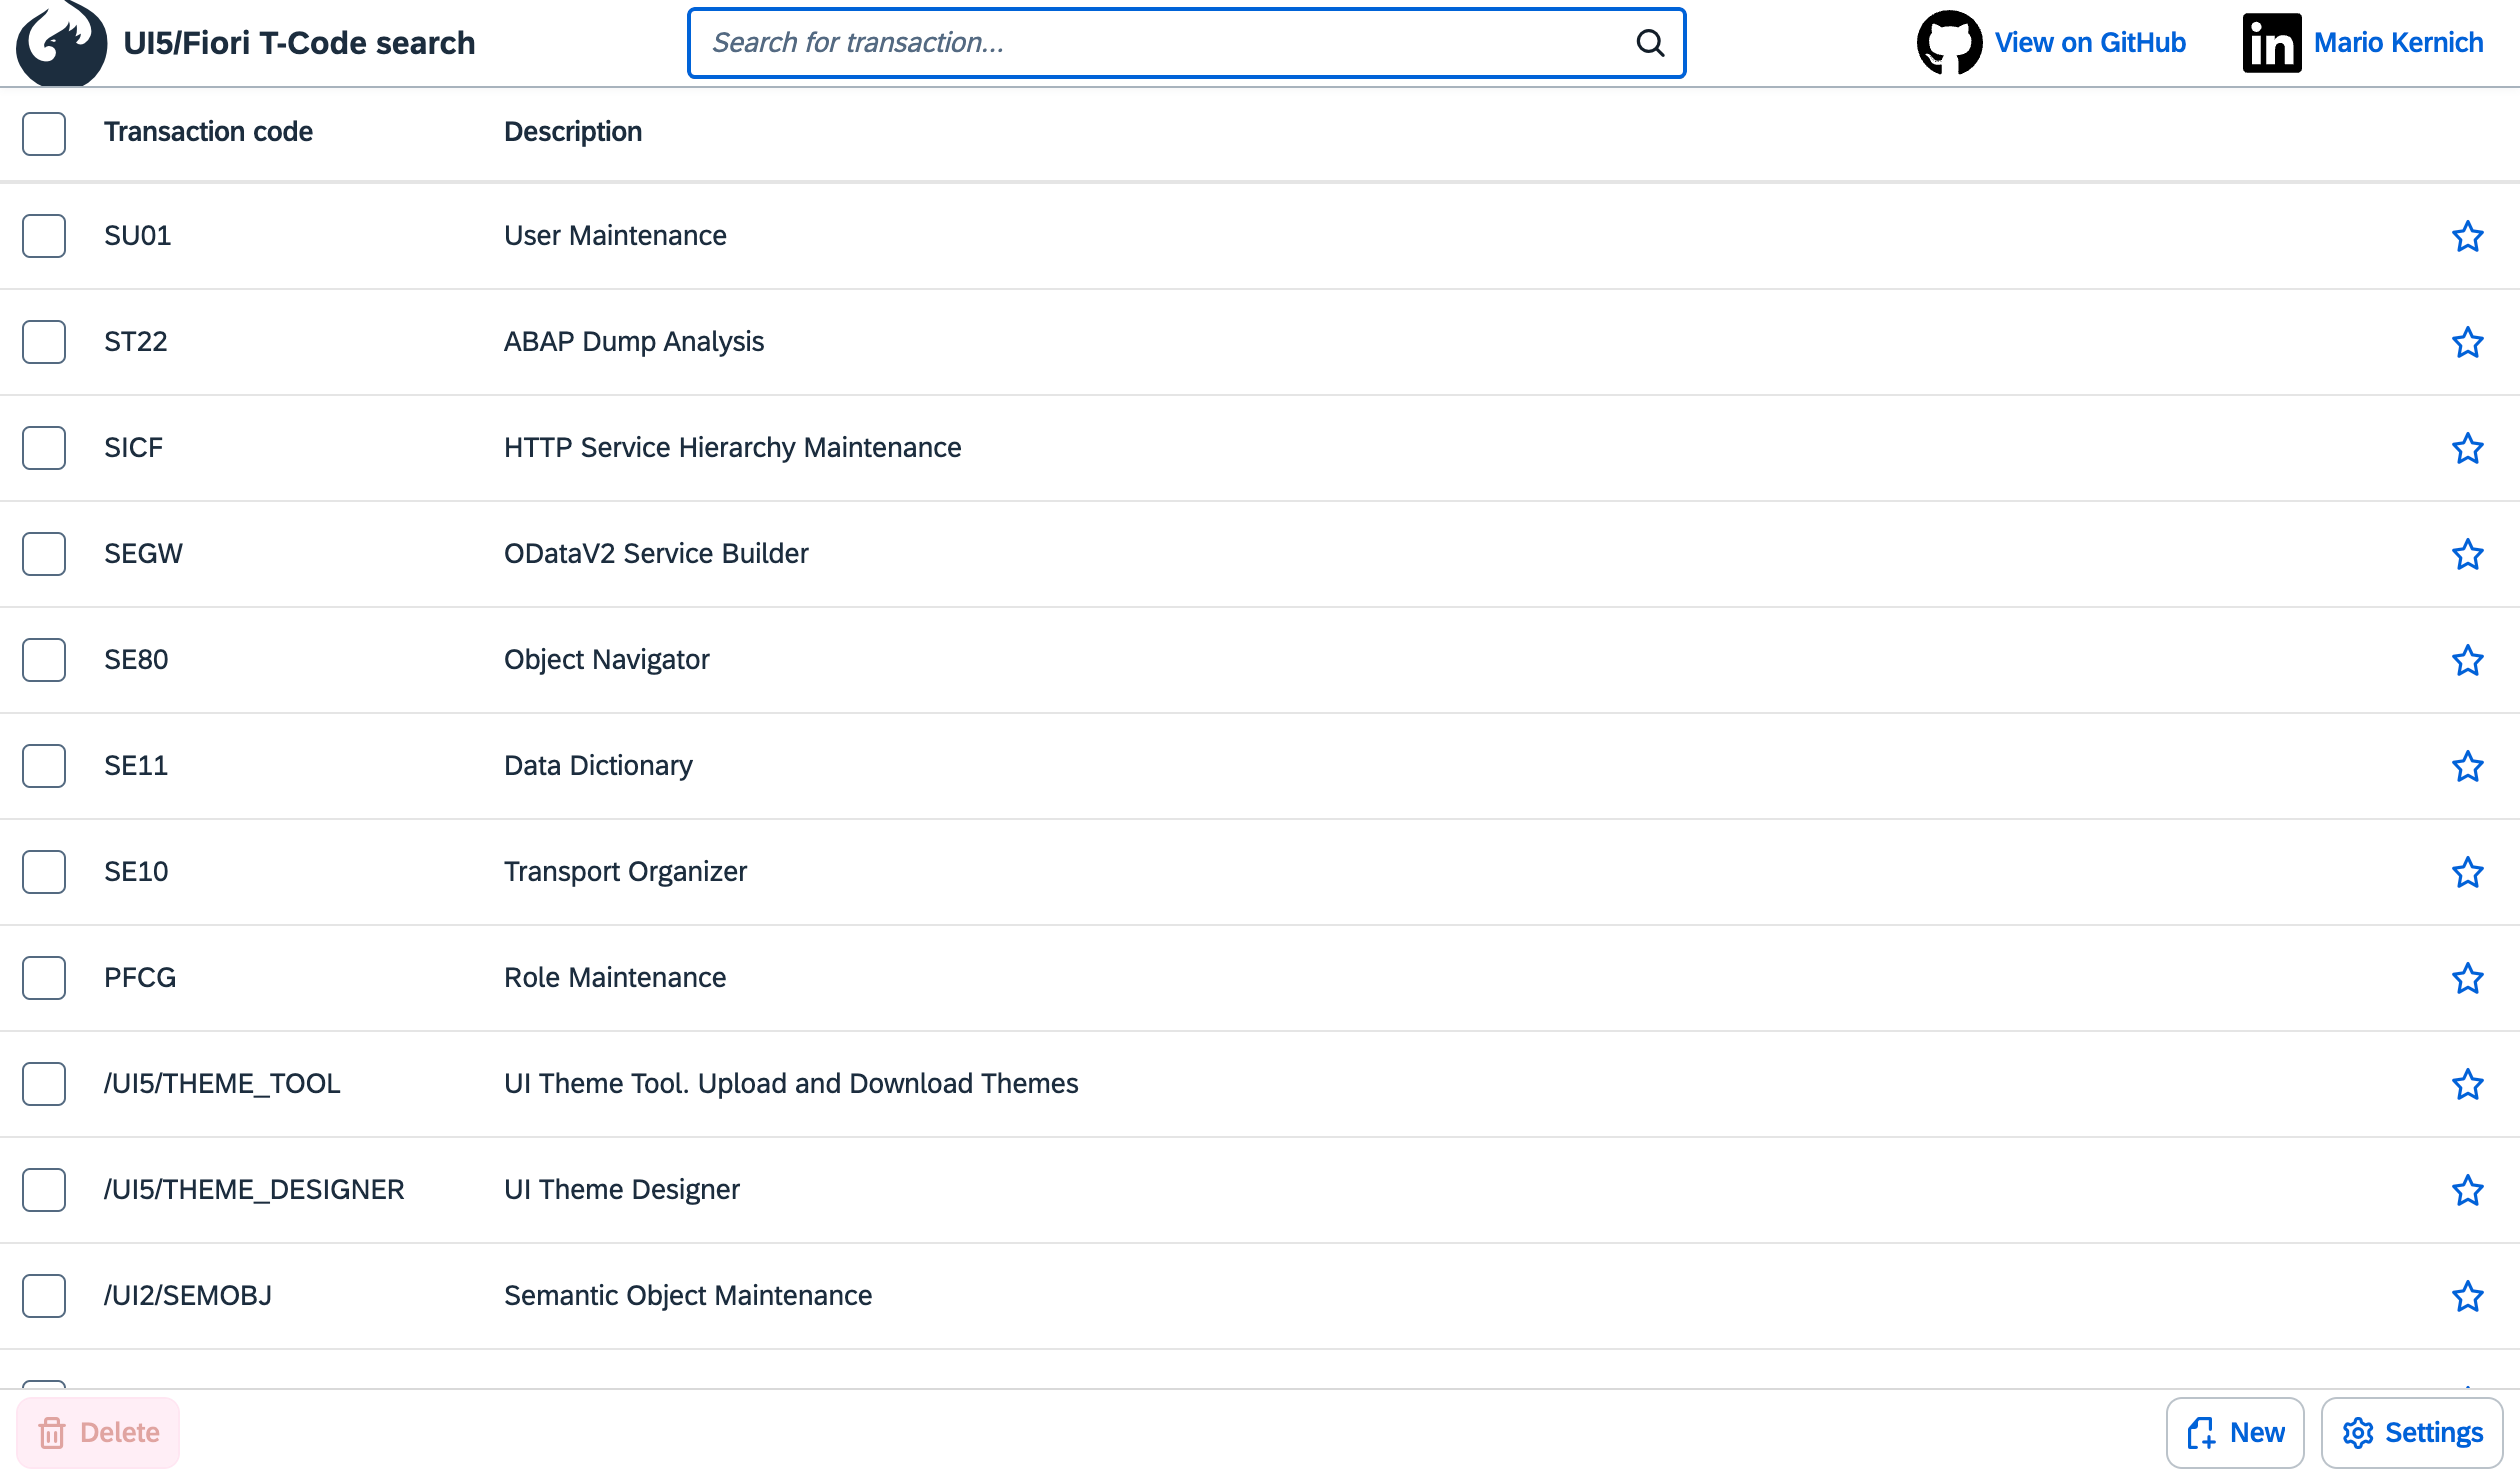 UI5/Fiori T-Code search
Search for transaction...
View on GitHub
in Mario Kernich
Transaction code Description
SU01 User Maintenance
ST22 ABAP Dump Analysis
SICF HTTP Service Hierarchy Maintenance
SEGW ODataV2 Service Builder
SE80 Object Navigator
SE11 Data Dictionary
SE10 Transport Organizer
PFCG Role Maintenance
/UI5/THEME_TOOL UI Theme Tool. Upload and Download Themes
/UI5/THEME_DESIGNER UI Theme Designer
/UI2/SEMOBJ Semantic Object Maintenance
Delete
New
Settings